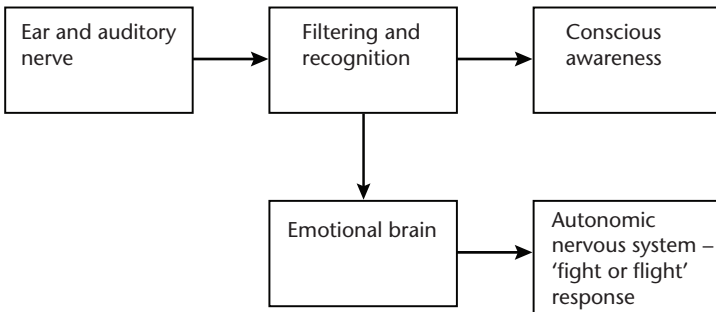 Ear and auditory
nerve
Filtering and
recognition
Conscious
awareness
Emotional brain
Autonomic
nervous system –
‘fight or flight’
response